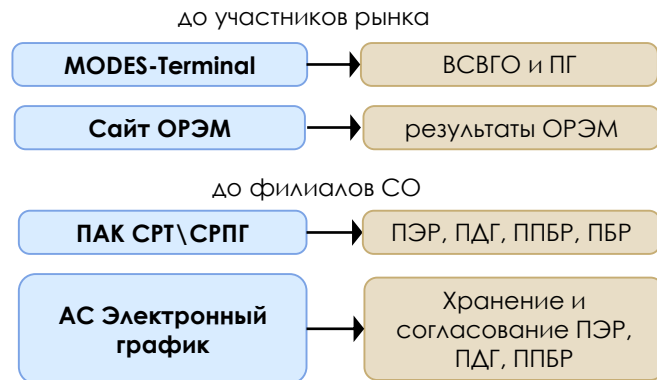 до участников рынка
MODES-Terminal
ВСВГО и ПГ
Сайт ОРЭМ
результаты ОРЭМ
до филиалов СО
ПАК СРТ\СРПГ
ПЭР, ПДГ, ППБР, ПБР
АС Электронный
график
Хранение и
согласование ПЭР,
ПДГ, ППБР